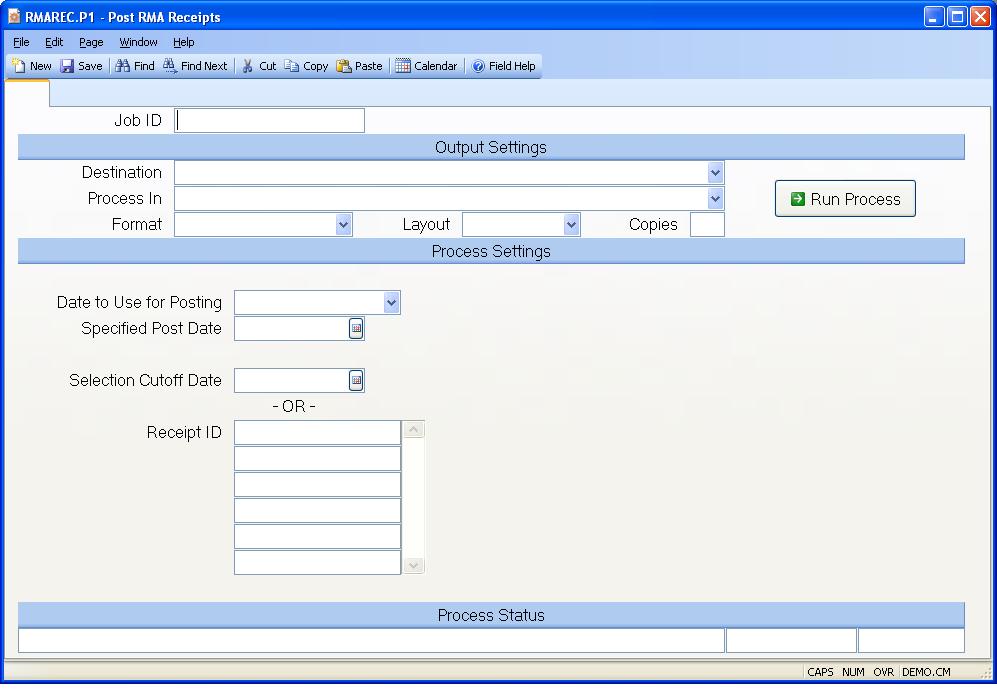 RMAREC.P1 - Post RMA Receipts
File Edit Page Window Help
New Save Find Find Next Cut Copy Paste Calendar Field Help
Job ID
Output Settings
Destination
Process In
Run Process
Format Layout Copies
Process Settings
Date to Use for Posting
Specified Post Date
Selection Cutoff Date
- OR -
Receipt ID
Process Status
CAPS NUM OVR DEMO.CM